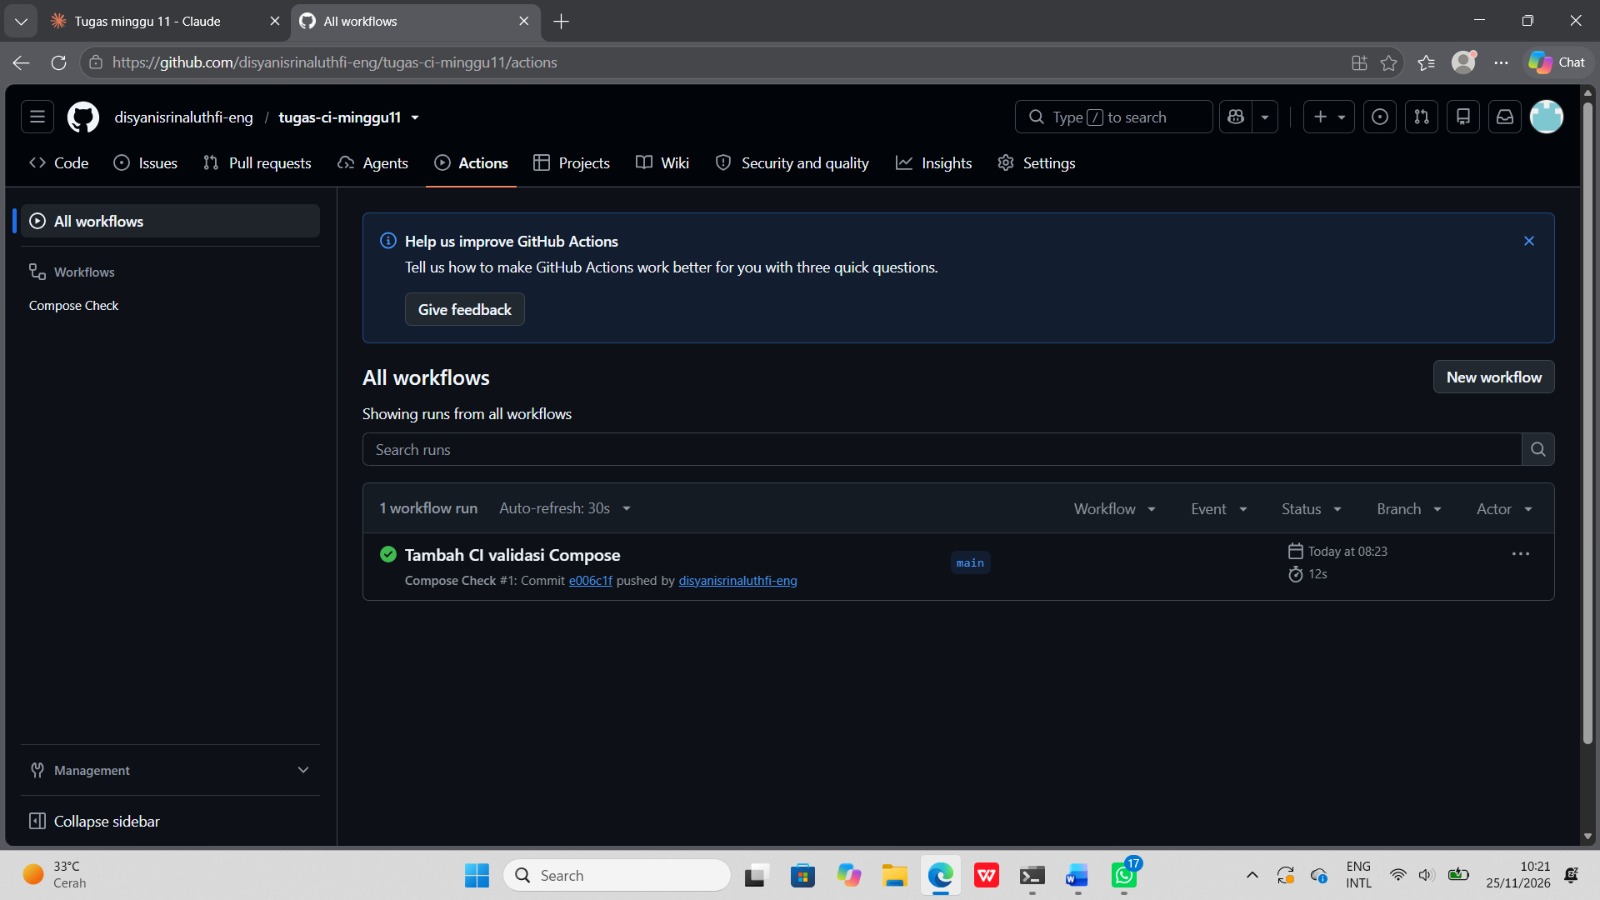 Tugas minggu 11 - Claude
All workflows
https://github.com/disyanisrinaluthfi-eng/tugas-ci-minggu11/actions
Chat
disyanisrinaluthfi-eng / tugas-ci-minggu11
Type / to search
Code
Issues
Pull requests
Agents
Actions
Projects
Wiki
Security and quality
Insights
Settings
All workflows
Workflows
Compose Check
Management
Collapse sidebar
Help us improve GitHub Actions
Tell us how to make GitHub Actions work better for you with three quick questions.
Give feedback
All workflows
New workflow
Showing runs from all workflows
Search runs
1 workflow run
Auto-refresh: 30s
Workflow
Event
Status
Branch
Actor
Tambah CI validasi Compose
main
Today at 08:23
Compose Check #1: Commit e006c1f pushed by disyanisrinaluthfi-eng
12s
33°C
Cerah
Search
17
ENG
INTL
10:21
25/11/2026